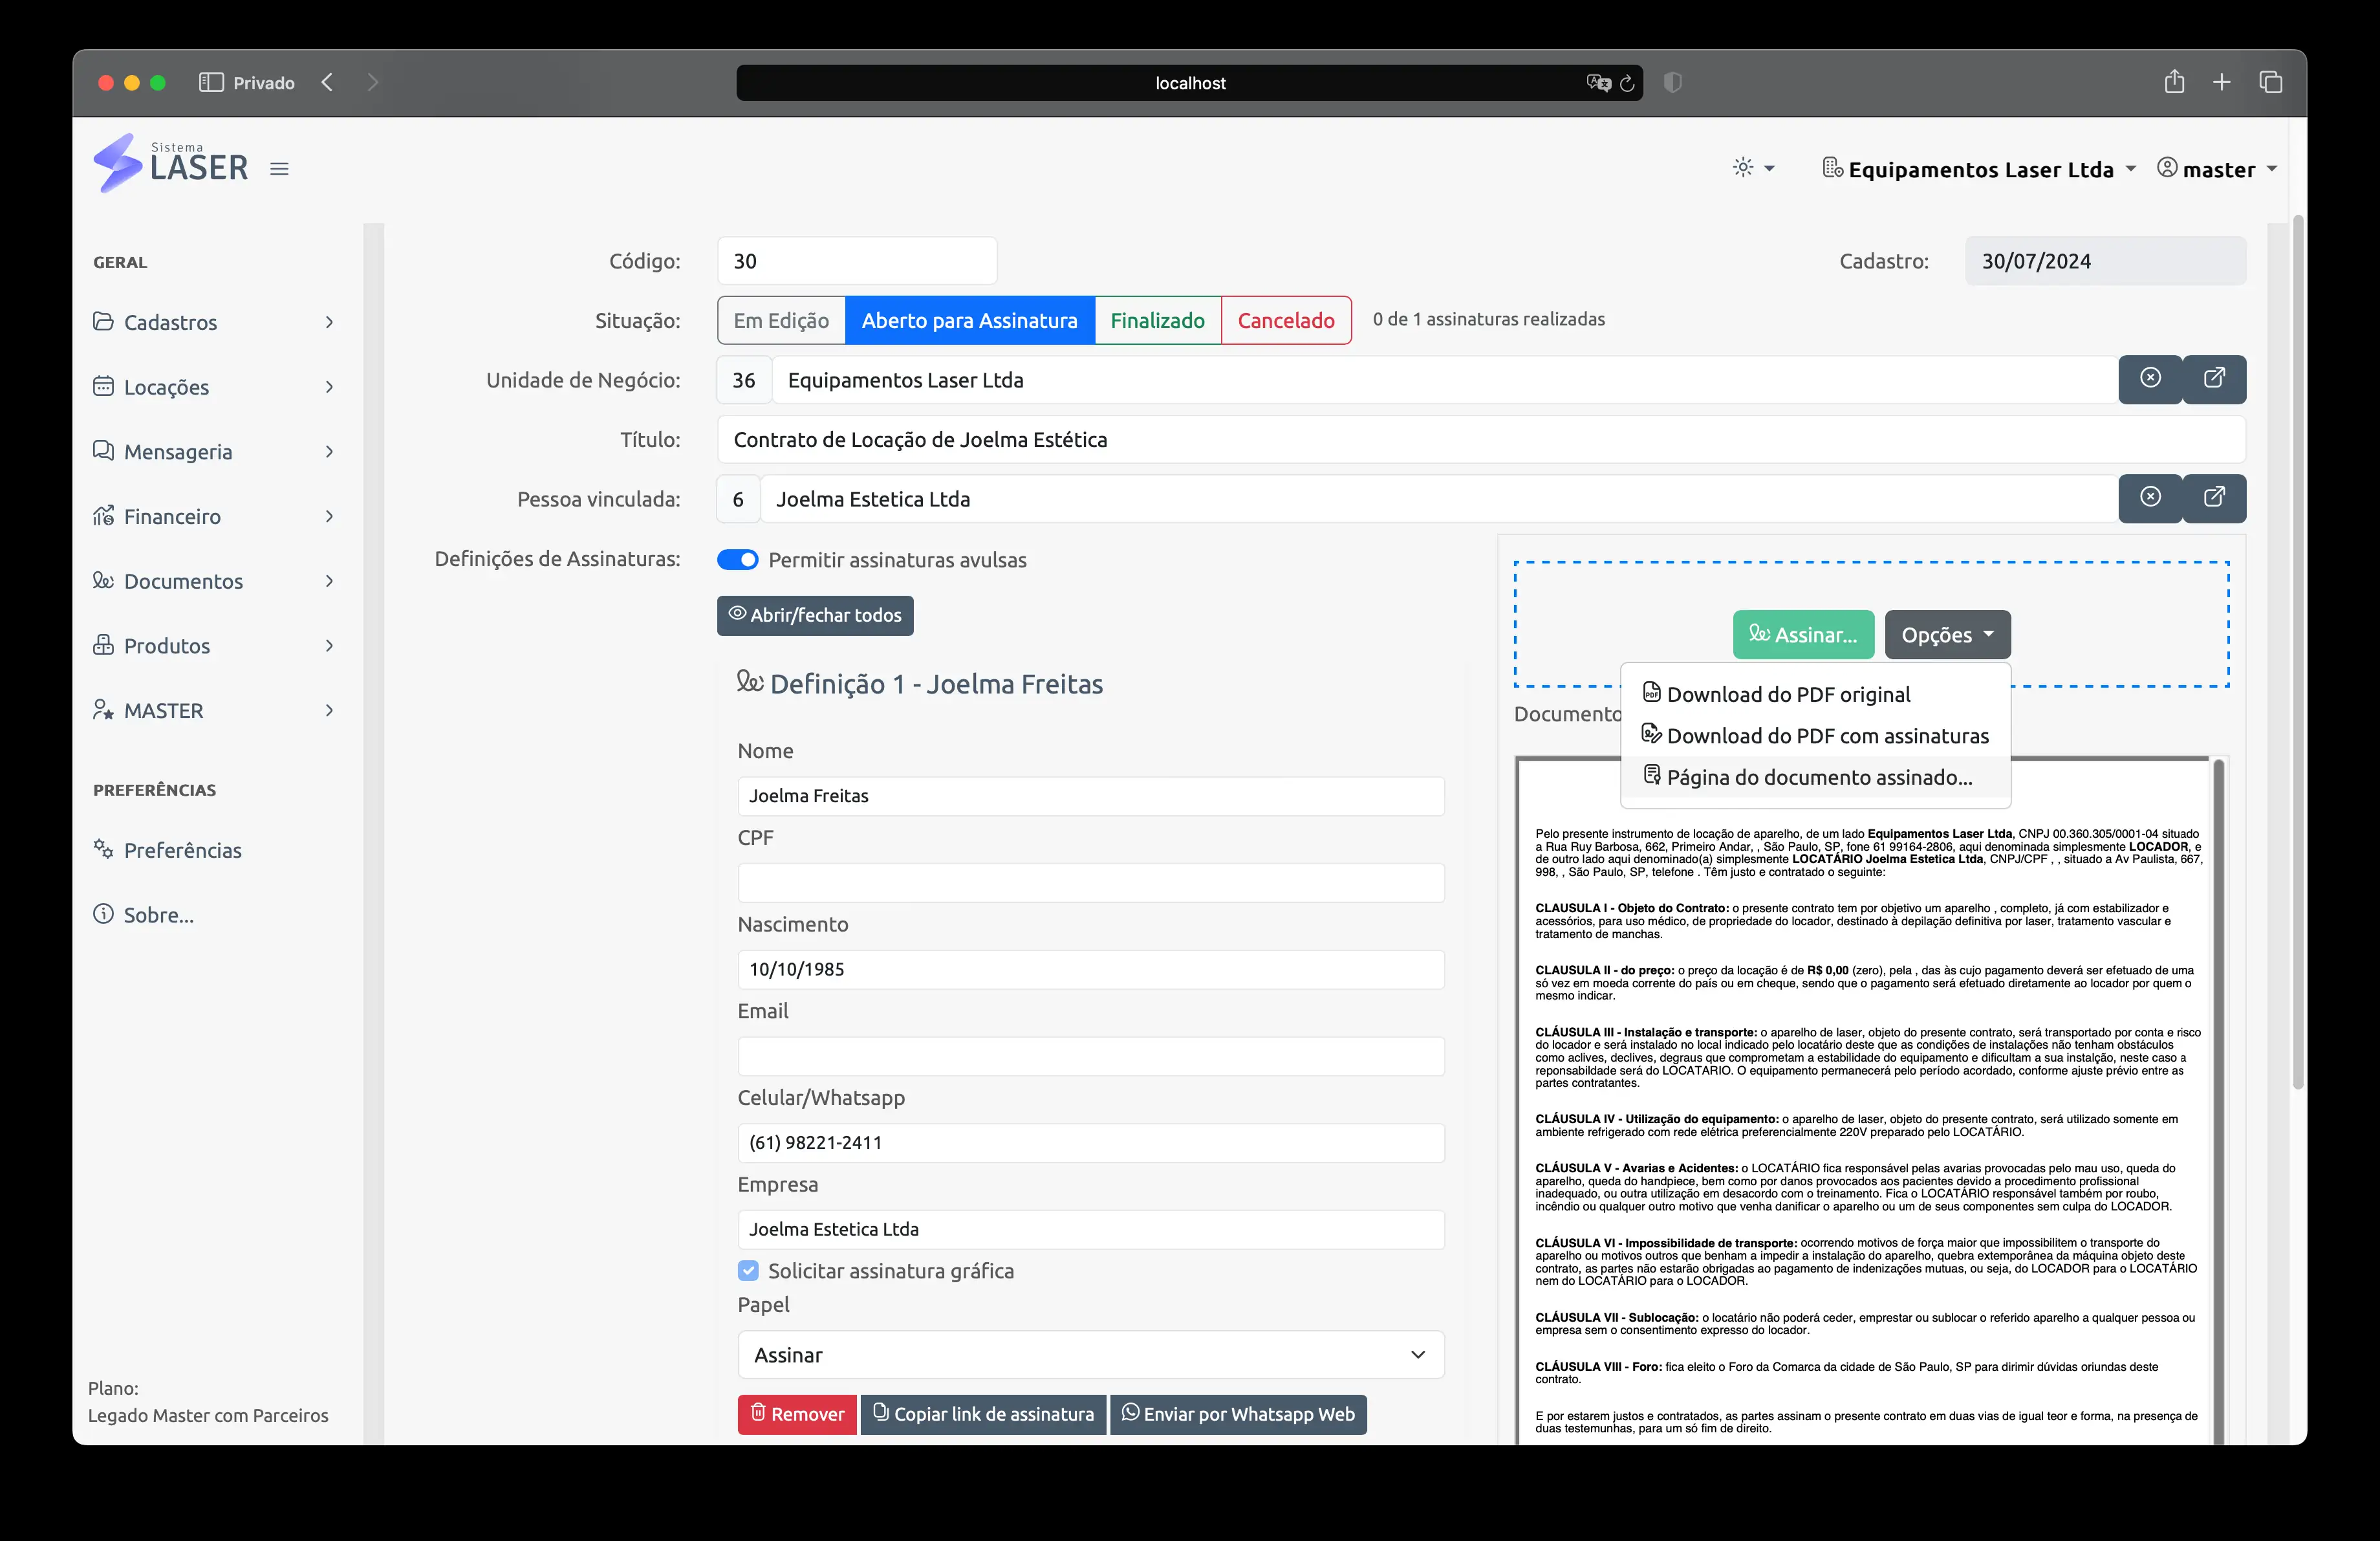 Privado
localhost
Sistema
LASER
Equipamentos Laser Ltda
master
GERAL
Cadastros
Locações
Mensageria
Financeiro
Documentos
Produtos
MASTER
PREFERÊNCIAS
Preferências
Sobre...
Plano:
Legado Master com Parceiros
Código:
30
Cadastro:
30/07/2024
Situação:
Em Edição
Aberto para Assinatura
Finalizado
Cancelado
0 de 1 assinaturas realizadas
Unidade de Negócio:
36
Equipamentos Laser Ltda
Título:
Contrato de Locação de Joelma Estética
Pessoa vinculada:
6
Joelma Estetica Ltda
Definições de Assinaturas:
Permitir assinaturas avulsas
Abrir/fechar todos
Definição 1 - Joelma Freitas
Nome
Joelma Freitas
CPF
Nascimento
10/10/1985
Email
Celular/Whatsapp
(61) 98221-2411
Empresa
Joelma Estetica Ltda
Solicitar assinatura gráfica
Papel
Assinar
Remover
Copiar link de assinatura
Enviar por Whatsapp Web
Assinar...
Opções
Download do PDF original
Download do PDF com assinaturas
Página do documento assinado...
Documento
Pelo presente instrumento de locação de aparelho, de um lado Equipamentos Laser Ltda, CNPJ 00.360.305/0001-04 situado
a Rua Ruy Barbosa, 662, Primeiro Andar, , São Paulo, SP, fone 61 99164-2806, aqui denominada simplesmente LOCADOR, e
de outro lado aqui denominado(a) simplesmente LOCATÁRIO Joelma Estetica Ltda, CNPJ/CPF , , situado a Av Paulista, 667,
998, , São Paulo, SP, telefone . Têm justo e contratado o seguinte:
CLAUSULA I - Objeto do Contrato: o presente contrato tem por objetivo um aparelho , completo, já com estabilizador e
acessórios, para uso médico, de propriedade do locador, destinado à depilação definitiva por laser, tratamento vascular e
tratamento de manchas.
CLAUSULA II - do preço: o preço da locação é de R$ 0,00 (zero), pela , das às cujo pagamento deverá ser efetuado de uma
só vez em moeda corrente do país ou em cheque, sendo que o pagamento será efetuado diretamente ao locador por quem o
mesmo indicar.
CLÁUSULA III - Instalação e transporte: o aparelho de laser, objeto do presente contrato, será transportado por conta e risco
do locador e será instalado no local indicado pelo locatário deste que as condições de instalações não tenham obstáculos
como aclives, declives, degraus que comprometam a estabilidade do equipamento e dificultam a sua instalção, neste caso a
reponsabildade será do LOCATARIO. O equipamento permanecerá pelo período acordado, conforme ajuste prévio entre as
partes contratantes.
CLÁUSULA IV - Utilização do equipamento: o aparelho de laser, objeto do presente contrato, será utilizado somente em
ambiente refrigerado com rede elétrica preferencialmente 220V preparado pelo LOCATÁRIO.
CLÁUSULA V - Avarias e Acidentes: o LOCATÁRIO fica responsável pelas avarias provocadas pelo mau uso, queda do
aparelho, queda do handpiece, bem como por danos provocados aos pacientes devido a procedimento profissional
inadequado, ou outra utilização em desacordo com o treinamento. Fica o LOCATÁRIO responsável também por roubo,
incêndio ou qualquer outro motivo que venha danificar o aparelho ou um de seus componentes sem culpa do LOCADOR.
CLÁUSULA VI - Impossibilidade de transporte: ocorrendo motivos de força maior que impossibilitem o transporte do
aparelho ou motivos outros que benham a impedir a instalação do aparelho, quebra extemporânea da máquina objeto deste
contrato, as partes não estarão obrigadas ao pagamento de indenizações mutuas, ou seja, do LOCADOR para o LOCATÁRIO
nem do LOCATÁRIO para o LOCADOR.
CLÁUSULA VII - Sublocação: o locatário não poderá ceder, emprestar ou sublocar o referido aparelho a qualquer pessoa ou
empresa sem o consentimento expresso do locador.
CLÁUSULA VIII - Foro: fica eleito o Foro da Comarca da cidade de São Paulo, SP para dirimir dúvidas oriundas deste
contrato.
E por estarem justos e contratados, as partes assinam o presente contrato em duas vias de igual teor e forma, na presença de
duas testemunhas, para um só fim de direito.